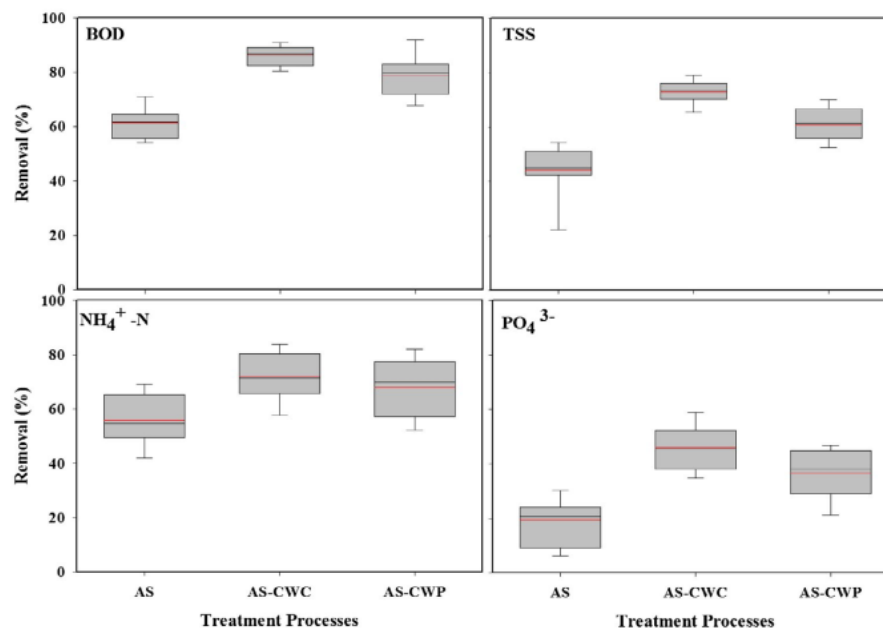 100
BOD
TSS
80
Removal (%)
60
40
20
0
100
NH₄⁺ -N
PO₄ ³⁻
80
Removal (%)
60
40
20
0
AS AS-CWC AS-CWP AS AS-CWC AS-CWP
Treatment Processes Treatment Processes